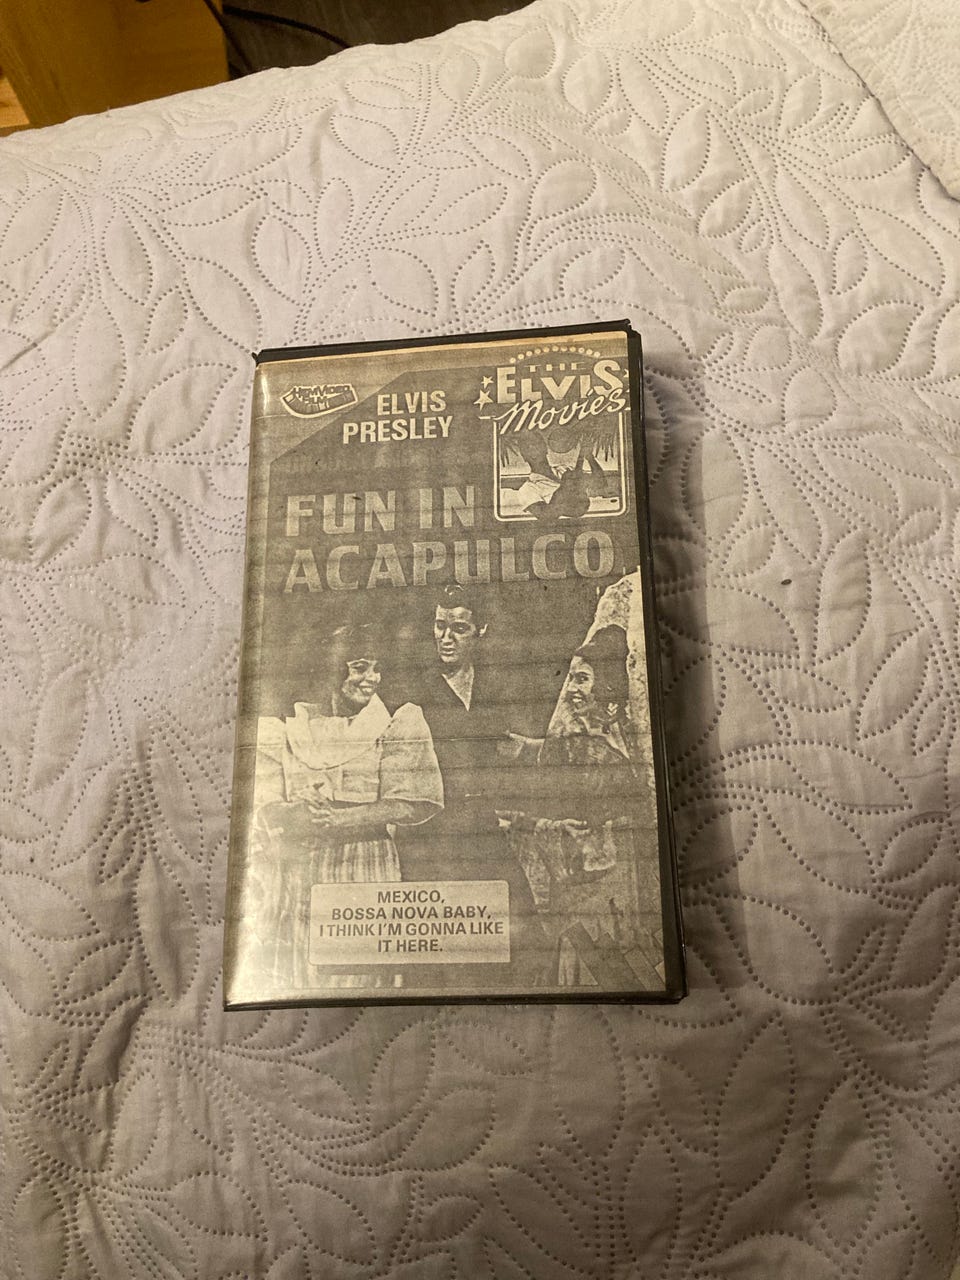 ELVIS
PRESLEY
THE
ELVIS
Movies
FUN IN
ACAPULCO
MEXICO,
BOSSA NOVA BABY,
I THINK I'M GONNA LIKE
IT HERE.